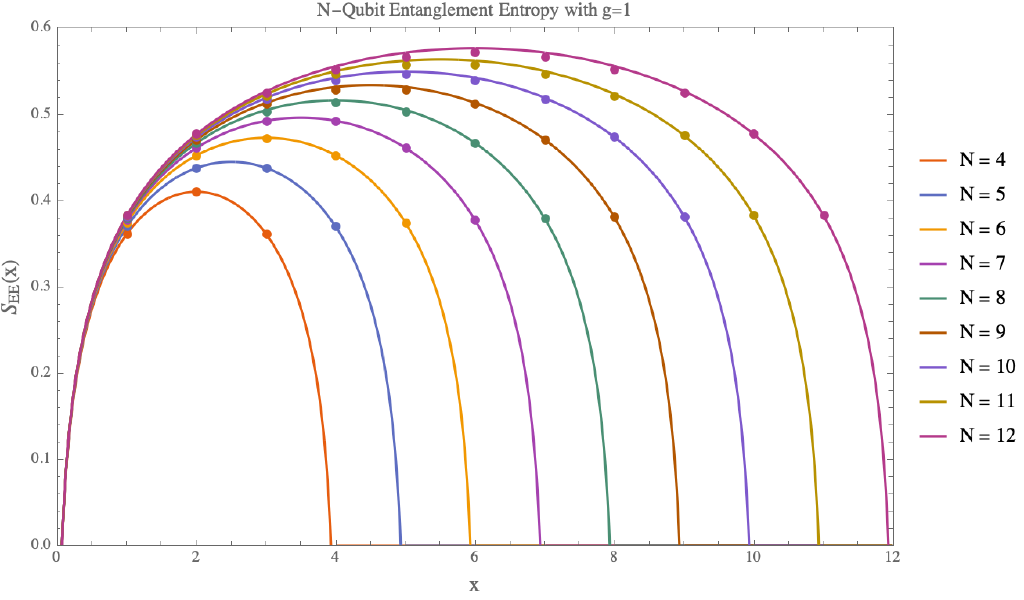 N−Qubit Entanglement Entropy with g=1
0.6
0.5
0.4
0.3
0.2
0.1
0.0
S_EE(x)
0 2 4 6 8 10 12
x
N = 4
N = 5
N = 6
N = 7
N = 8
N = 9
N = 10
N = 11
N = 12